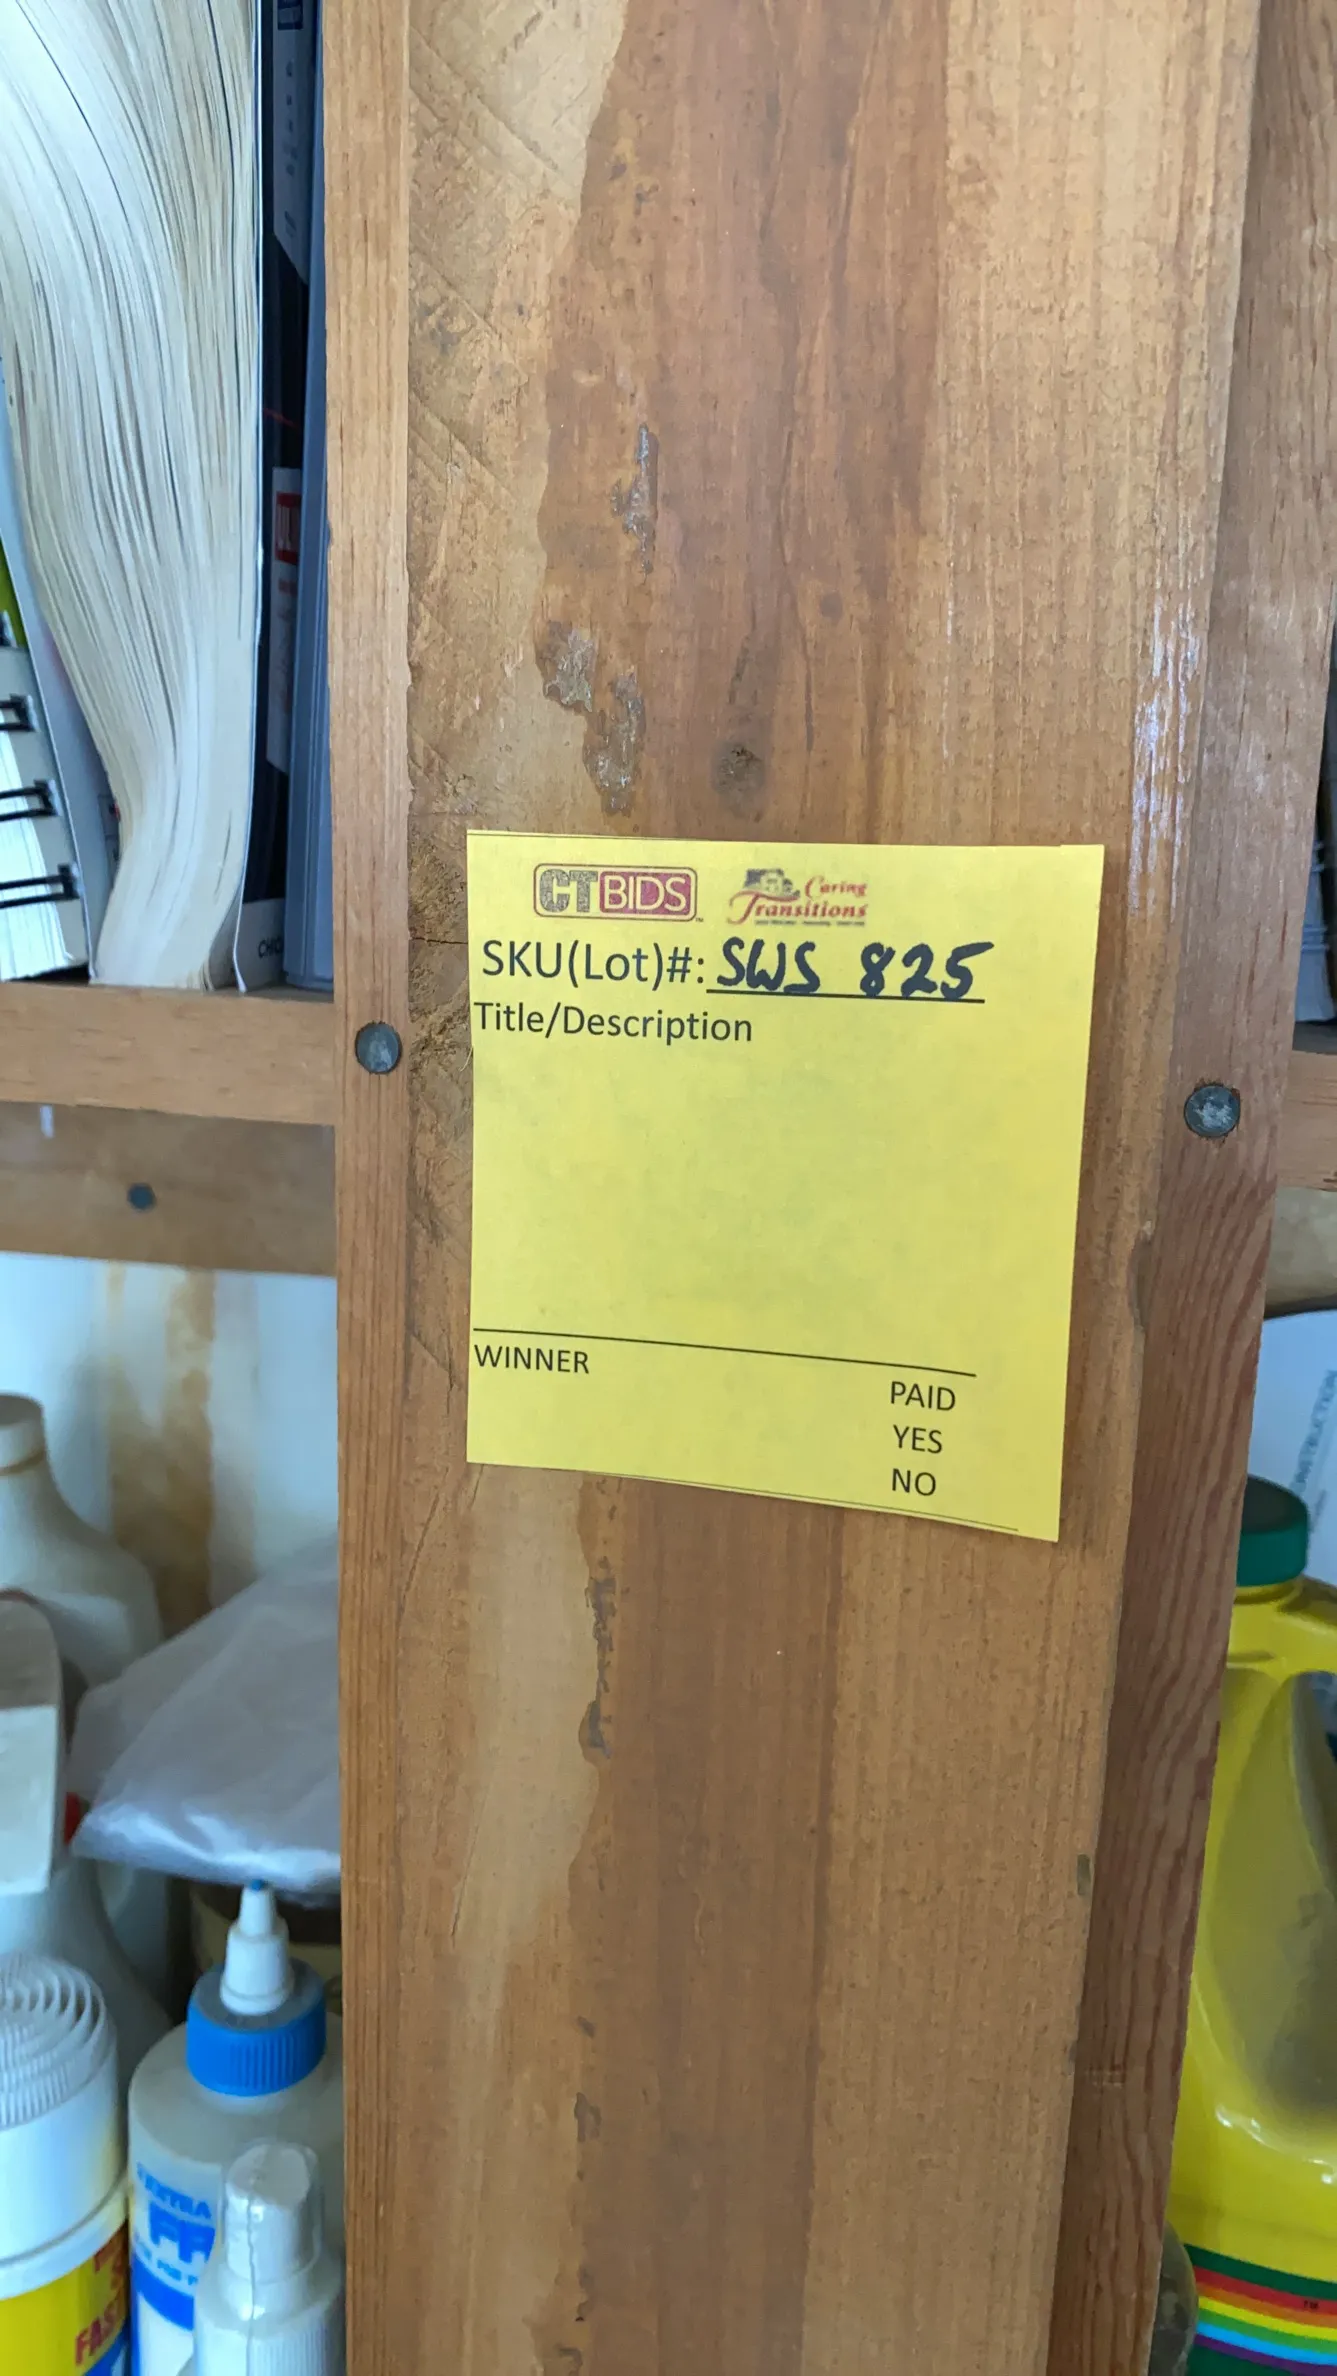 CTBIDS
Caring
Transitions
SKU(Lot)#: SWS 825
Title/Description
WINNER
PAID
YES
NO